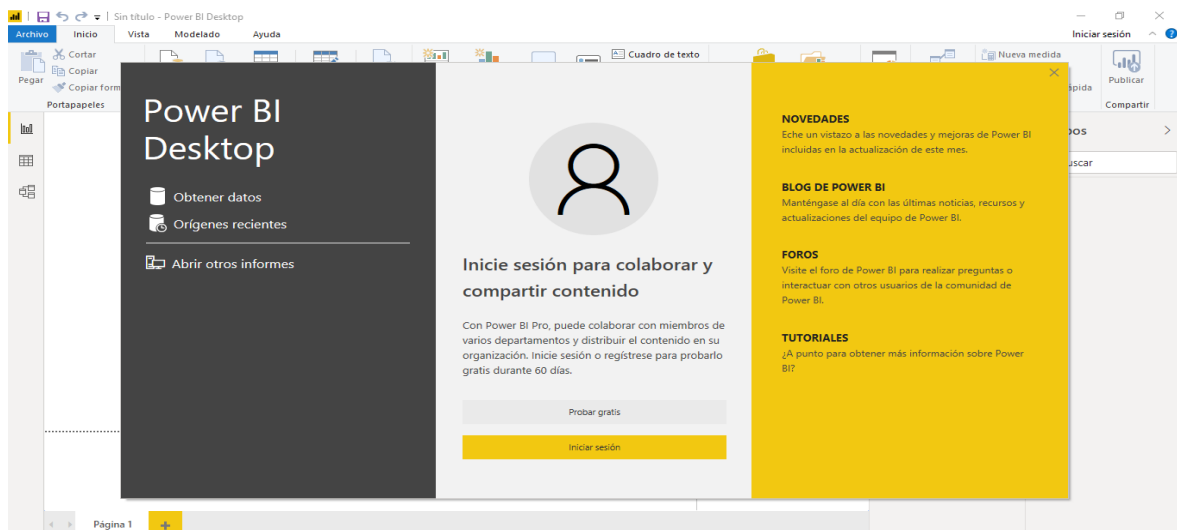 Sin título - Power BI Desktop
Archivo Inicio Vista Modelado Ayuda Iniciar sesión
Cortar
Copiar
Copiar form
Pegar
Portapapeles
Cuadro de texto
Nueva medida
Publicar
Compartir
Power BI
Desktop
Obtener datos
Orígenes recientes
Abrir otros informes
Inicie sesión para colaborar y
compartir contenido
Con Power BI Pro, puede colaborar con miembros de
varios departamentos y distribuir el contenido en su
organización. Inicie sesión o regístrese para probarlo
gratis durante 60 días.
Probar gratis
Iniciar sesión
NOVEDADES
Eche un vistazo a las novedades y mejoras de Power BI
incluidas en la actualización de este mes.
BLOG DE POWER BI
Manténgase al día con las últimas noticias, recursos y
actualizaciones del equipo de Power BI.
FOROS
Visite el foro de Power BI para realizar preguntas o
interactuar con otros usuarios de la comunidad de
Power BI.
TUTORIALES
¿A punto para obtener más información sobre Power
BI?
ápida
pos
uscar
Página 1